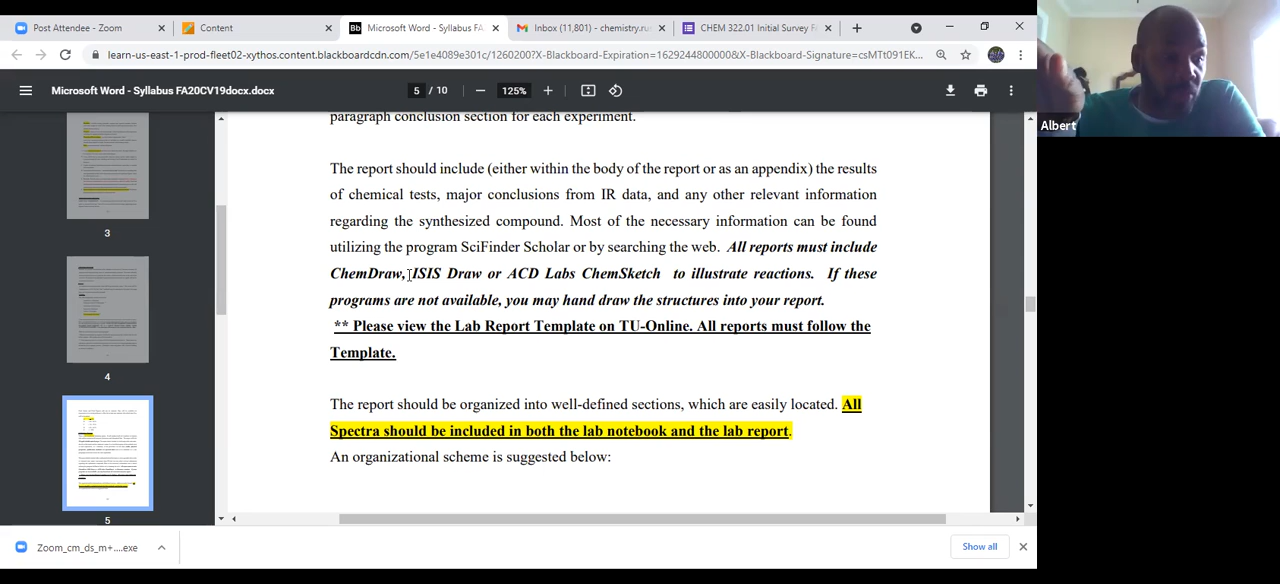 Post Attendee - Zoom
Content
Microsoft Word - Syllabus FA
Inbox (11,801) - chemistry.ru
CHEM 322.01 Initial Survey F
learn-us-east-1-prod-fleet02-xythos.content.blackboardcdn.com/5e1e4089e301c/1260200?X-Blackboard-Expiration=1629244800000&X-Blackboard-Signature=csMTt091EK...
Microsoft Word - Syllabus FA20CV19docx.docx
5 / 10
125%
Albert
paragraph conclusion section for each experiment.
The report should include (either within the body of the report or as an appendix) the results
of chemical tests, major conclusions from IR data, and any other relevant information
regarding the synthesized compound. Most of the necessary information can be found
utilizing the program SciFinder Scholar or by searching the web. All reports must include
ChemDraw, ISIS Draw or ACD Labs ChemSketch to illustrate reactions. If these
programs are not available, you may hand draw the structures into your report.
** Please view the Lab Report Template on TU-Online. All reports must follow the
Template.
The report should be organized into well-defined sections, which are easily located. All
Spectra should be included in both the lab notebook and the lab report.
An organizational scheme is suggested below:
3
4
5
Zoom_cm_ds_m+....exe
Show all